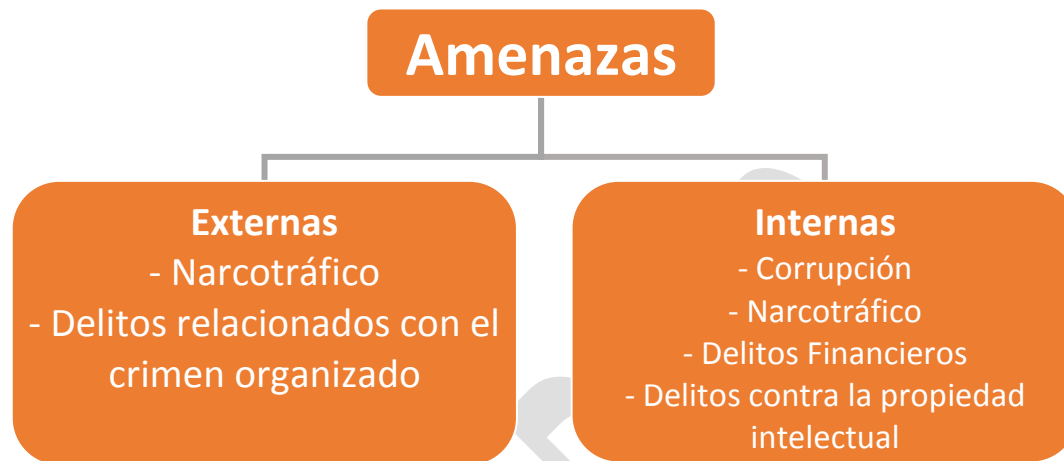 Amenazas
Externas
- Narcotráfico
- Delitos relacionados con el
crimen organizado
Internas
- Corrupción
- Narcotráfico
- Delitos Financieros
- Delitos contra la propiedad
intelectual